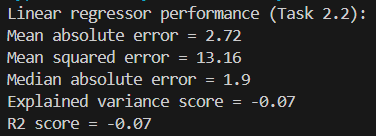 Linear regressor performance (Task 2.2):
Mean absolute error = 2.72
Mean squared error = 13.16
Median absolute error = 1.9
Explained variance score = -0.07
R2 score = -0.07